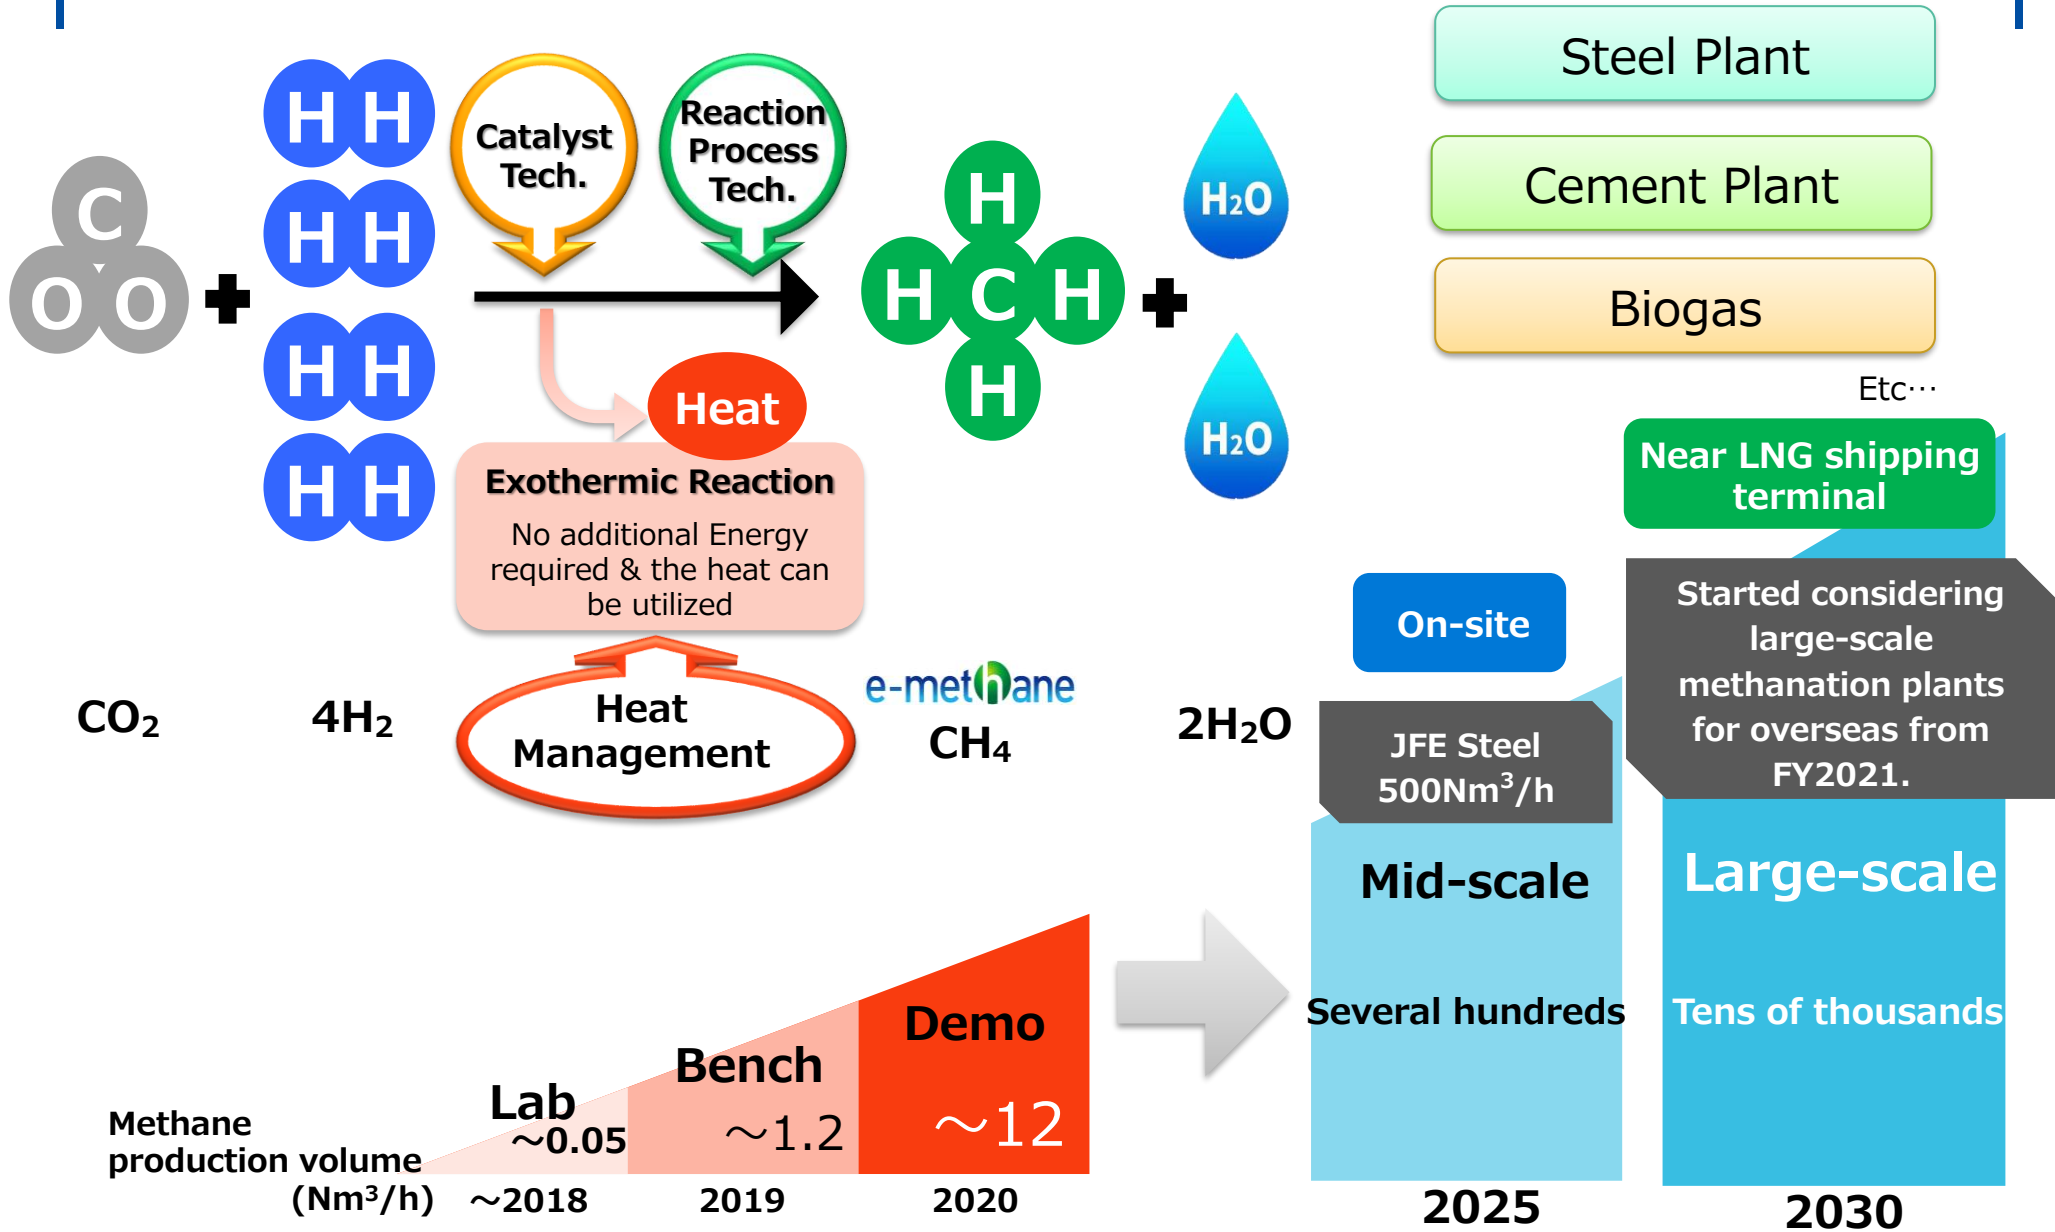 H H
H H
H H
H H
C
O O
Catalyst
Tech.
Reaction
Process
Tech.
H
H C H
H
H₂O
H₂O
Heat
Exothermic Reaction
No additional Energy
required & the heat can
be utilized
Heat
Management
CO₂
4H₂
e-methane
CH₄
2H₂O
Steel Plant
Cement Plant
Biogas
Etc…
Near LNG shipping
terminal
Started considering
large-scale
methanation plants
for overseas from
FY2021.
On-site
JFE Steel
500Nm³/h
Mid-scale
Large-scale
Several hundreds
Tens of thousands
2025
2030
Lab
～0.05
Bench
～1.2
Demo
～12
Methane
production volume
(Nm³/h)
～2018
2019
2020